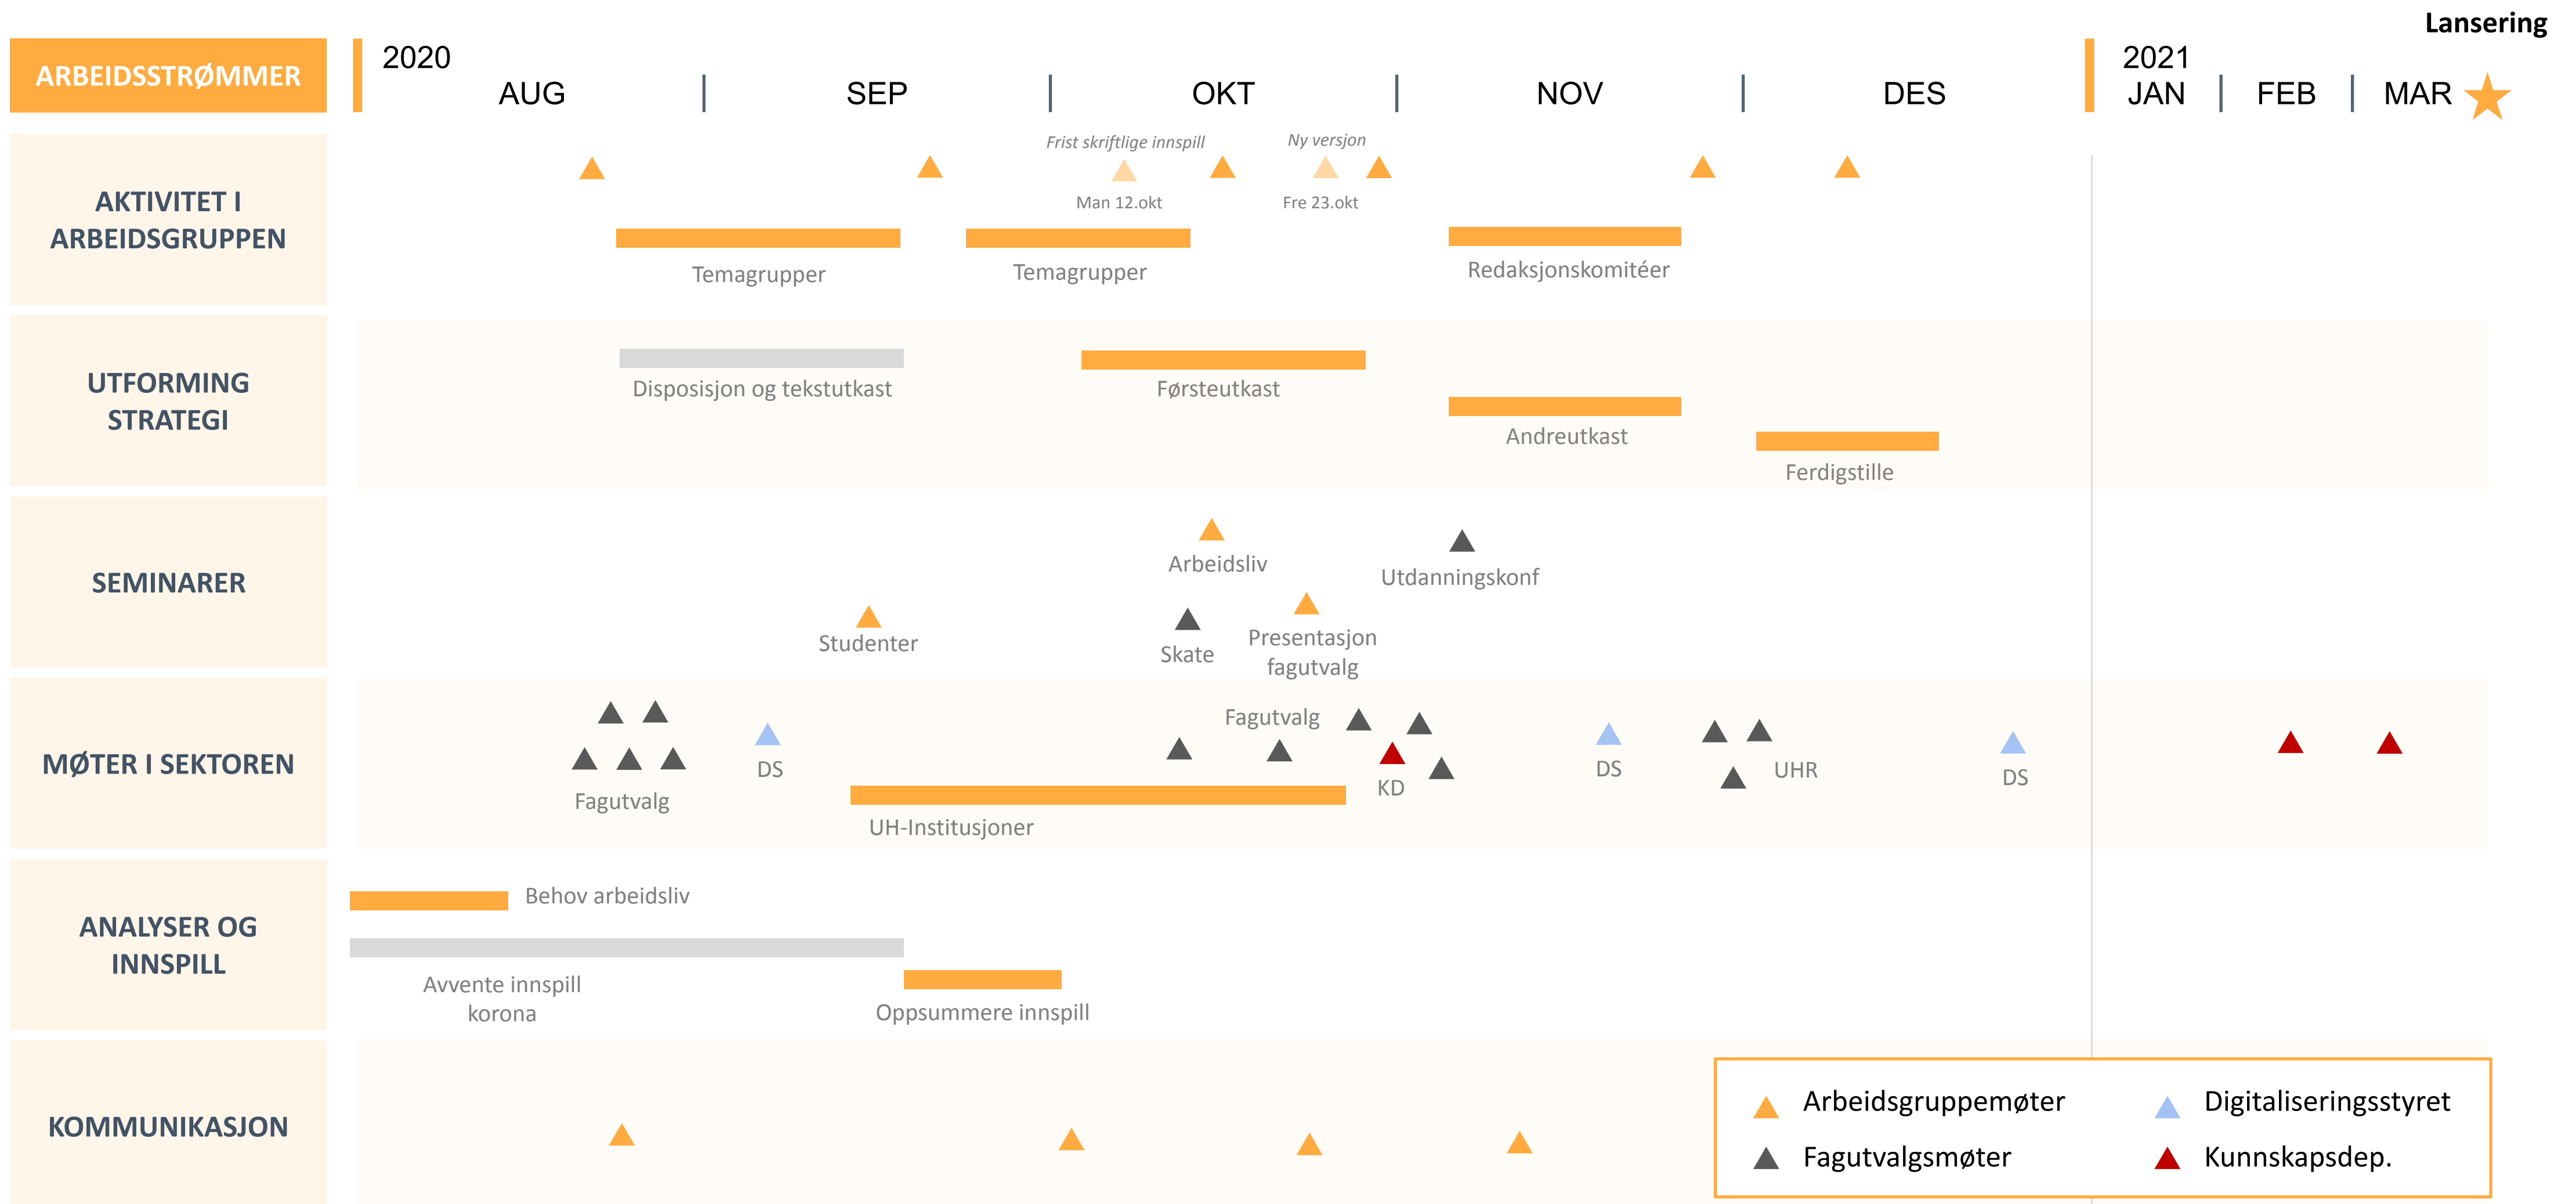 Lansering
ARBEIDSSTRØMMER
2020
2021
AUG
SEP
OKT
NOV
DES
JAN
FEB
MAR
AKTIVITET I
ARBEIDSGRUPPEN
Frist skriftlige innspill
Ny versjon
Man 12.okt
Fre 23.okt
Temagrupper
Temagrupper
Redaksjonskomitéer
UTFORMING
STRATEGI
Disposisjon og tekstutkast
Førsteutkast
Andreutkast
Ferdigstille
SEMINARER
Arbeidsliv
Utdanningskonf
Studenter
Skate
Presentasjon
fagutvalg
MØTER I SEKTOREN
Fagutvalg
DS
Fagutvalg
KD
DS
UHR
DS
UH-Institusjoner
ANALYSER OG
INNSPILL
Behov arbeidsliv
Avvente innspill
korona
Oppsummere innspill
KOMMUNIKASJON
Arbeidsgruppemøter
Digitaliseringsstyret
Fagutvalgsmøter
Kunnskapsdep.